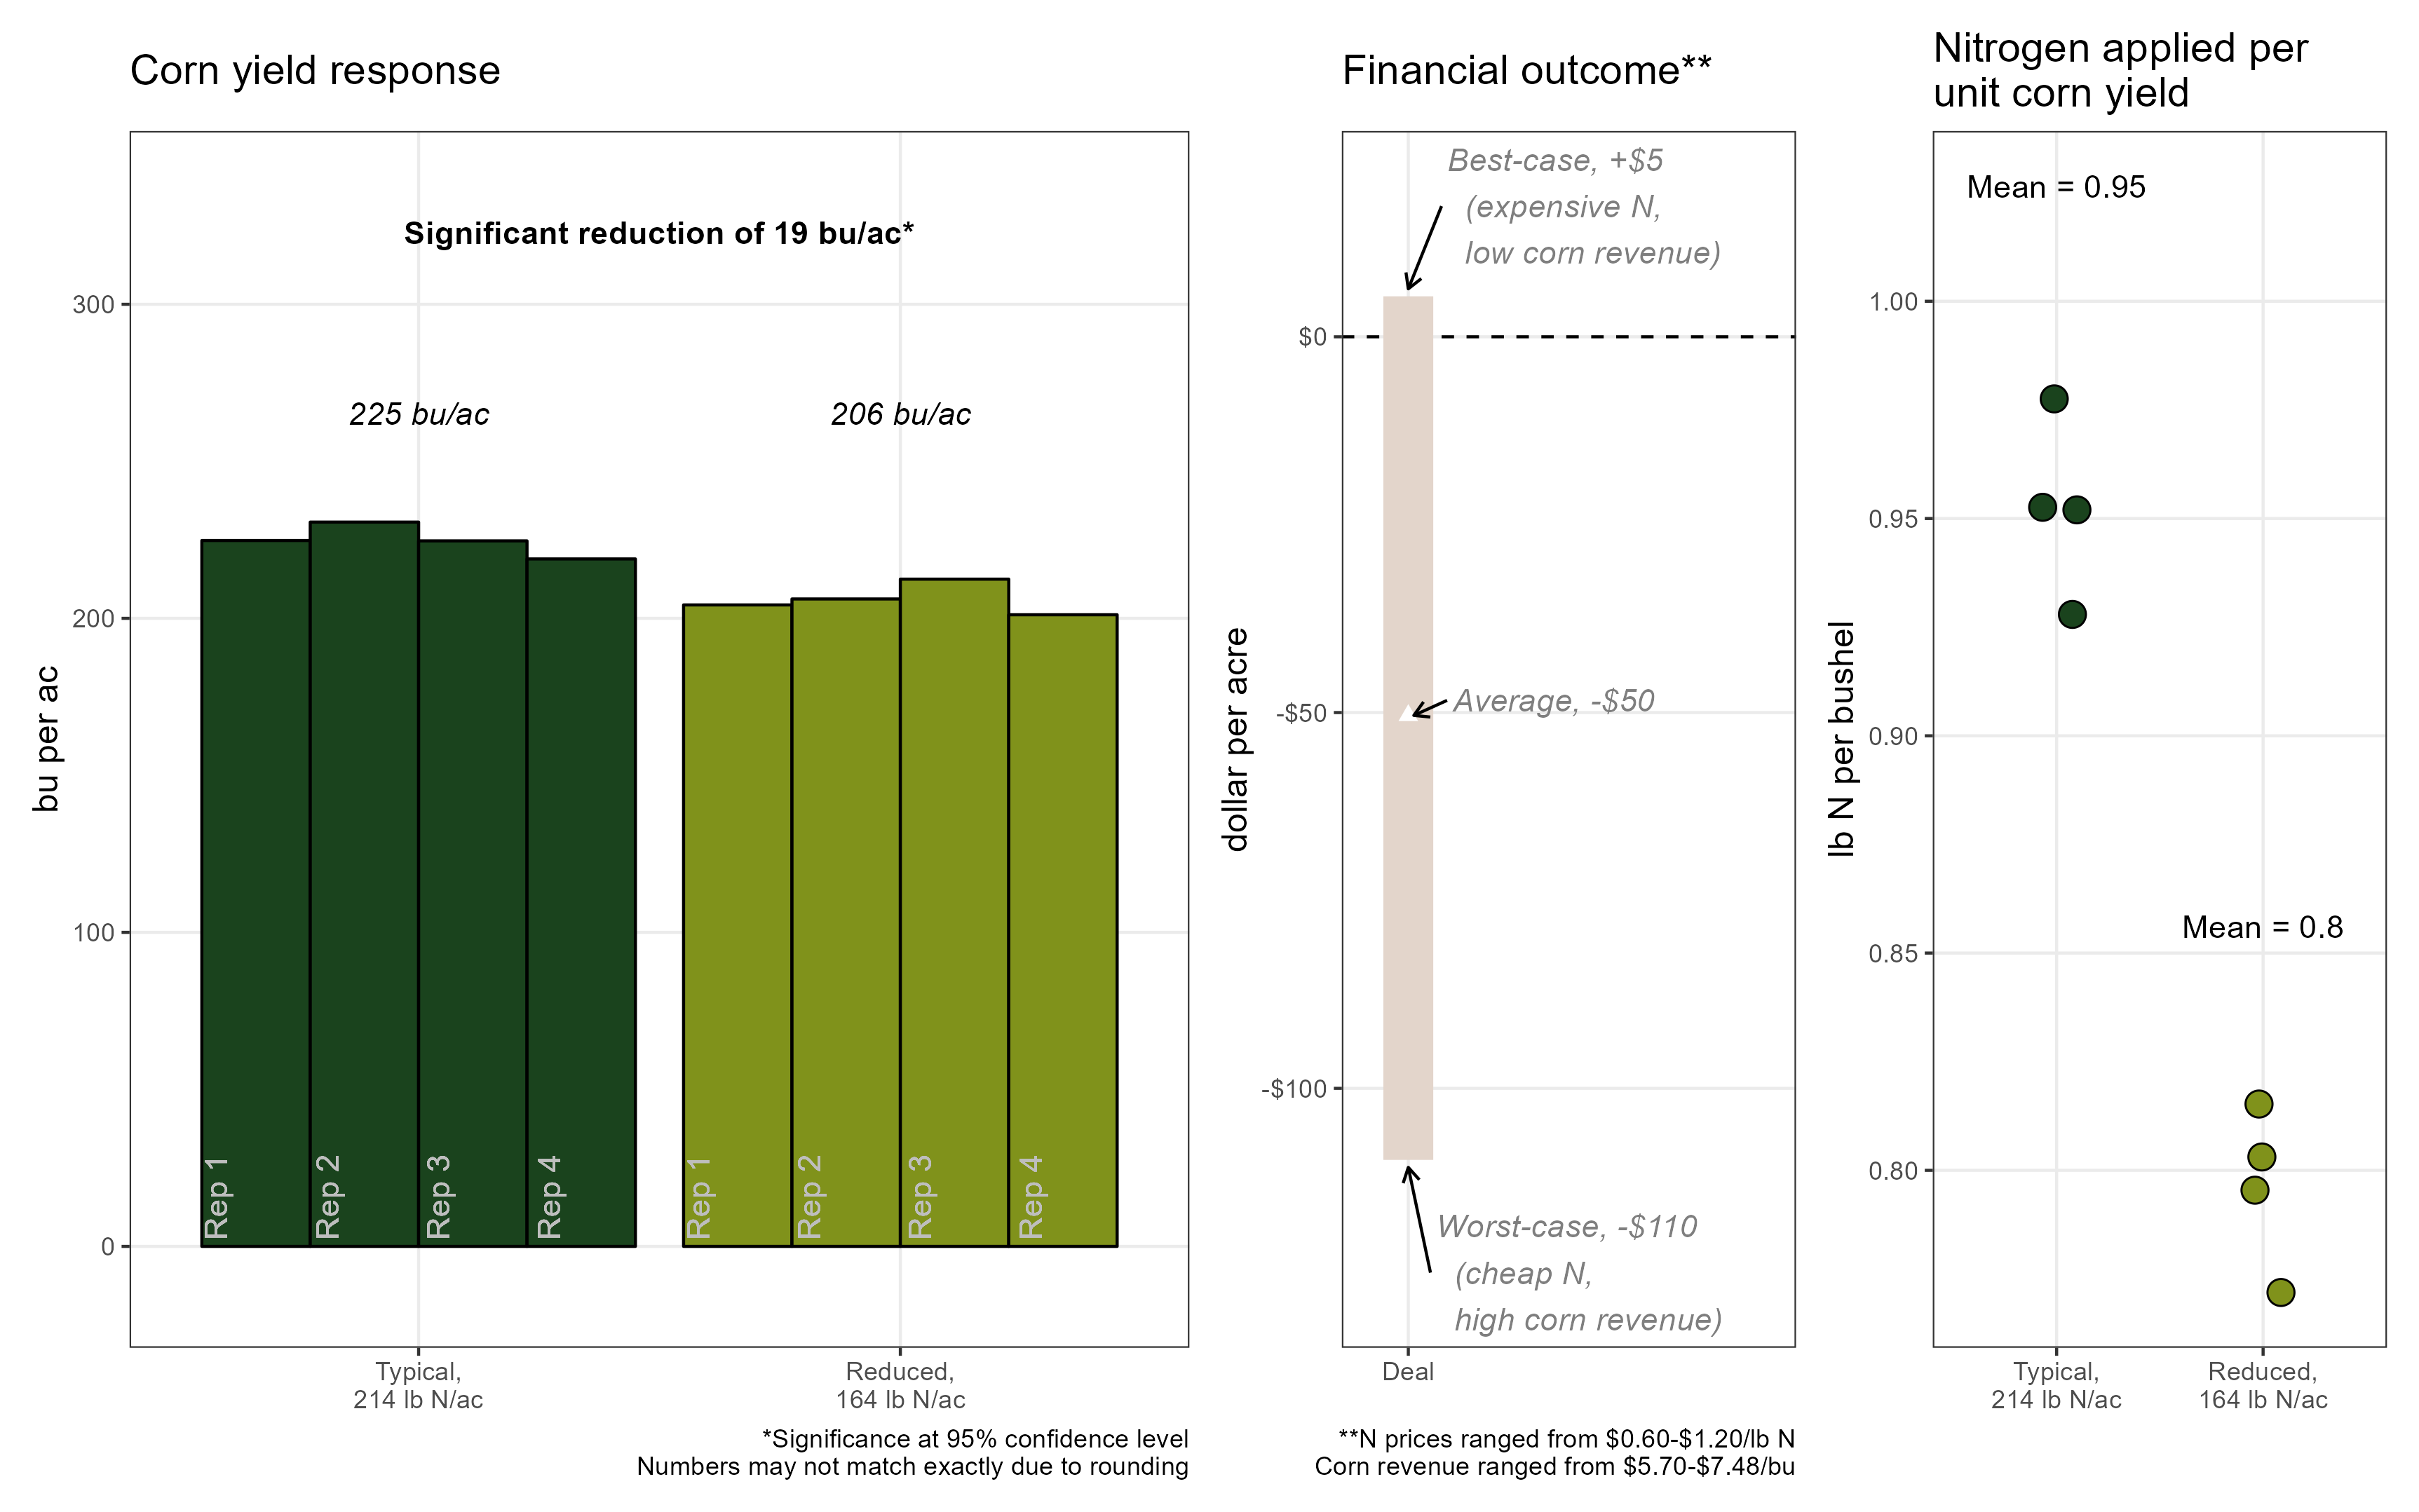 Corn yield response
Significant reduction of 19 bu/ac*
225 bu/ac
206 bu/ac
300
200
100
0
bu per ac
Rep 1
Rep 2
Rep 3
Rep 4
Rep 1
Rep 2
Rep 3
Rep 4
Typical,
214 lb N/ac
Reduced,
164 lb N/ac
*Significance at 95% confidence level
Numbers may not match exactly due to rounding
Financial outcome**
Best-case, +$5
(expensive N,
low corn revenue)
$0
-$50
-$100
dollar per acre
Average, -$50
Worst-case, -$110
(cheap N,
high corn revenue)
Deal
**N prices ranged from $0.60-$1.20/lb N
Corn revenue ranged from $5.70-$7.48/bu
Nitrogen applied per
unit corn yield
Mean = 0.95
1.00
0.95
0.90
0.85
0.80
lb N per bushel
Mean = 0.8
Typical,
214 lb N/ac
Reduced,
164 lb N/ac